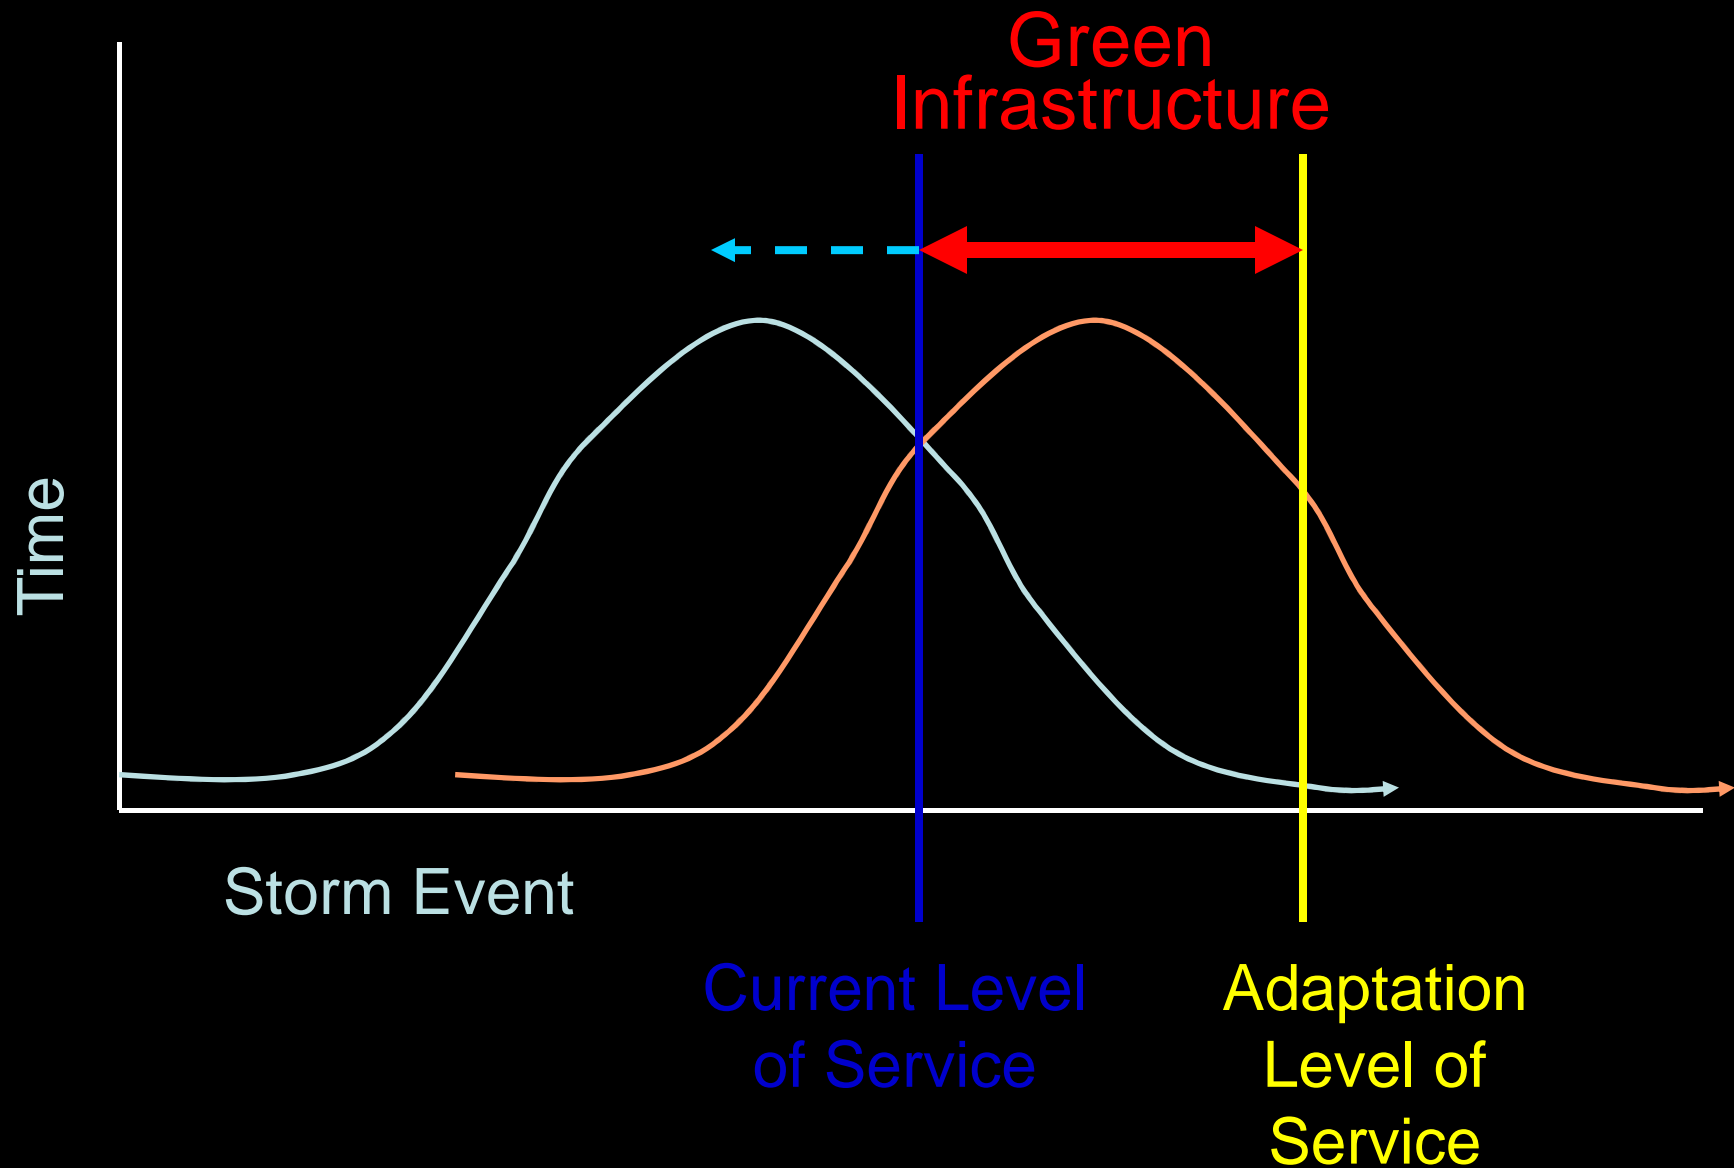 Green
Infrastructure
Time
Storm Event
Current Level
of Service
Adaptation
Level of
Service